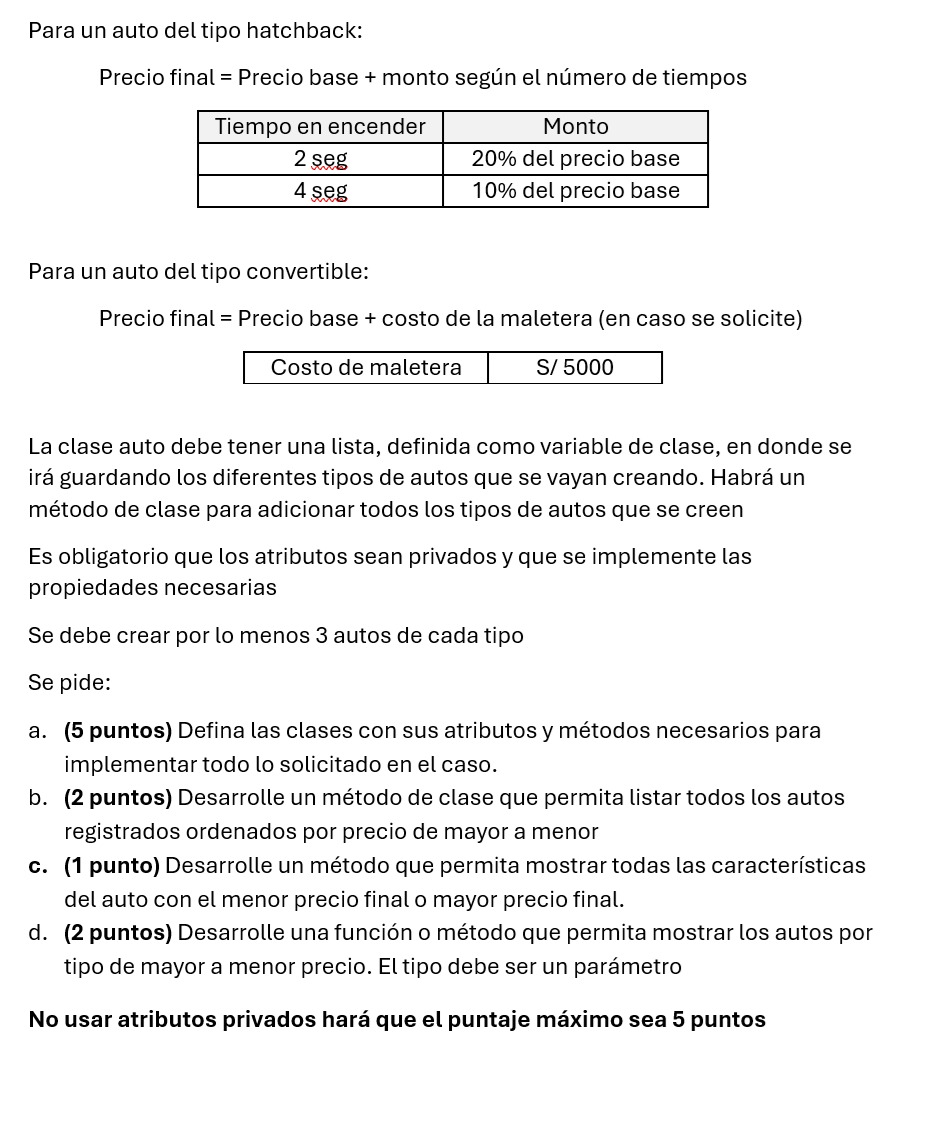 Para un auto del tipo hatchback:
Precio final = Precio base + monto según el número de tiempos
Tiempo en encender Monto
2 seg 20% del precio base
4 seg 10% del precio base
Para un auto del tipo convertible:
Precio final = Precio base + costo de la maletera (en caso se solicite)
Costo de maletera S/ 5000
La clase auto debe tener una lista, definida como variable de clase, en donde se
irá guardando los diferentes tipos de autos que se vayan creando. Habrá un
método de clase para adicionar todos los tipos de autos que se creen
Es obligatorio que los atributos sean privados y que se implemente las
propiedades necesarias
Se debe crear por lo menos 3 autos de cada tipo
Se pide:
a. (5 puntos) Defina las clases con sus atributos y métodos necesarios para
implementar todo lo solicitado en el caso.
b. (2 puntos) Desarrolle un método de clase que permita listar todos los autos
registrados ordenados por precio de mayor a menor
c. (1 punto) Desarrolle un método que permita mostrar todas las características
del auto con el menor precio final o mayor precio final.
d. (2 puntos) Desarrolle una función o método que permita mostrar los autos por
tipo de mayor a menor precio. El tipo debe ser un parámetro
No usar atributos privados hará que el puntaje máximo sea 5 puntos